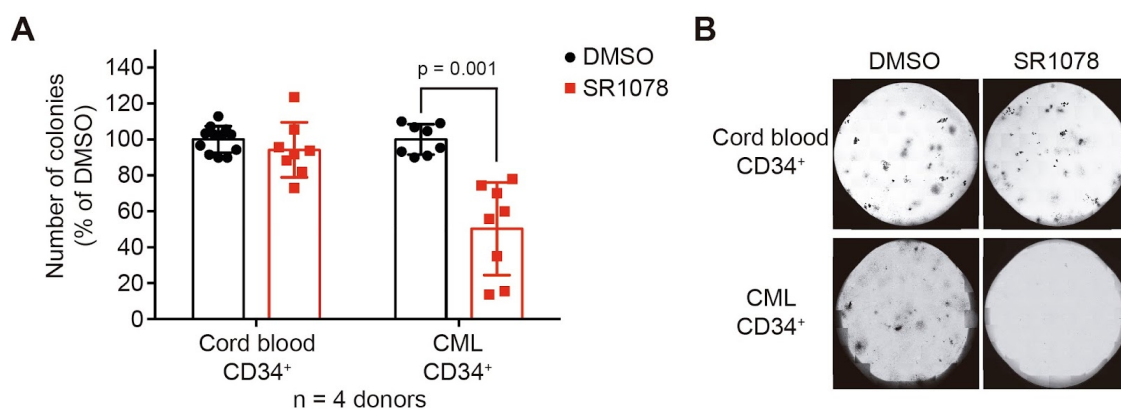 A
Number of colonies
(% of DMSO)
140
120
100
80
60
40
20
0
p = 0.001
DMSO
SR1078
Cord blood
CD34⁺
CML
CD34⁺
n = 4 donors
B
DMSO
SR1078
Cord blood
CD34⁺
CML
CD34⁺